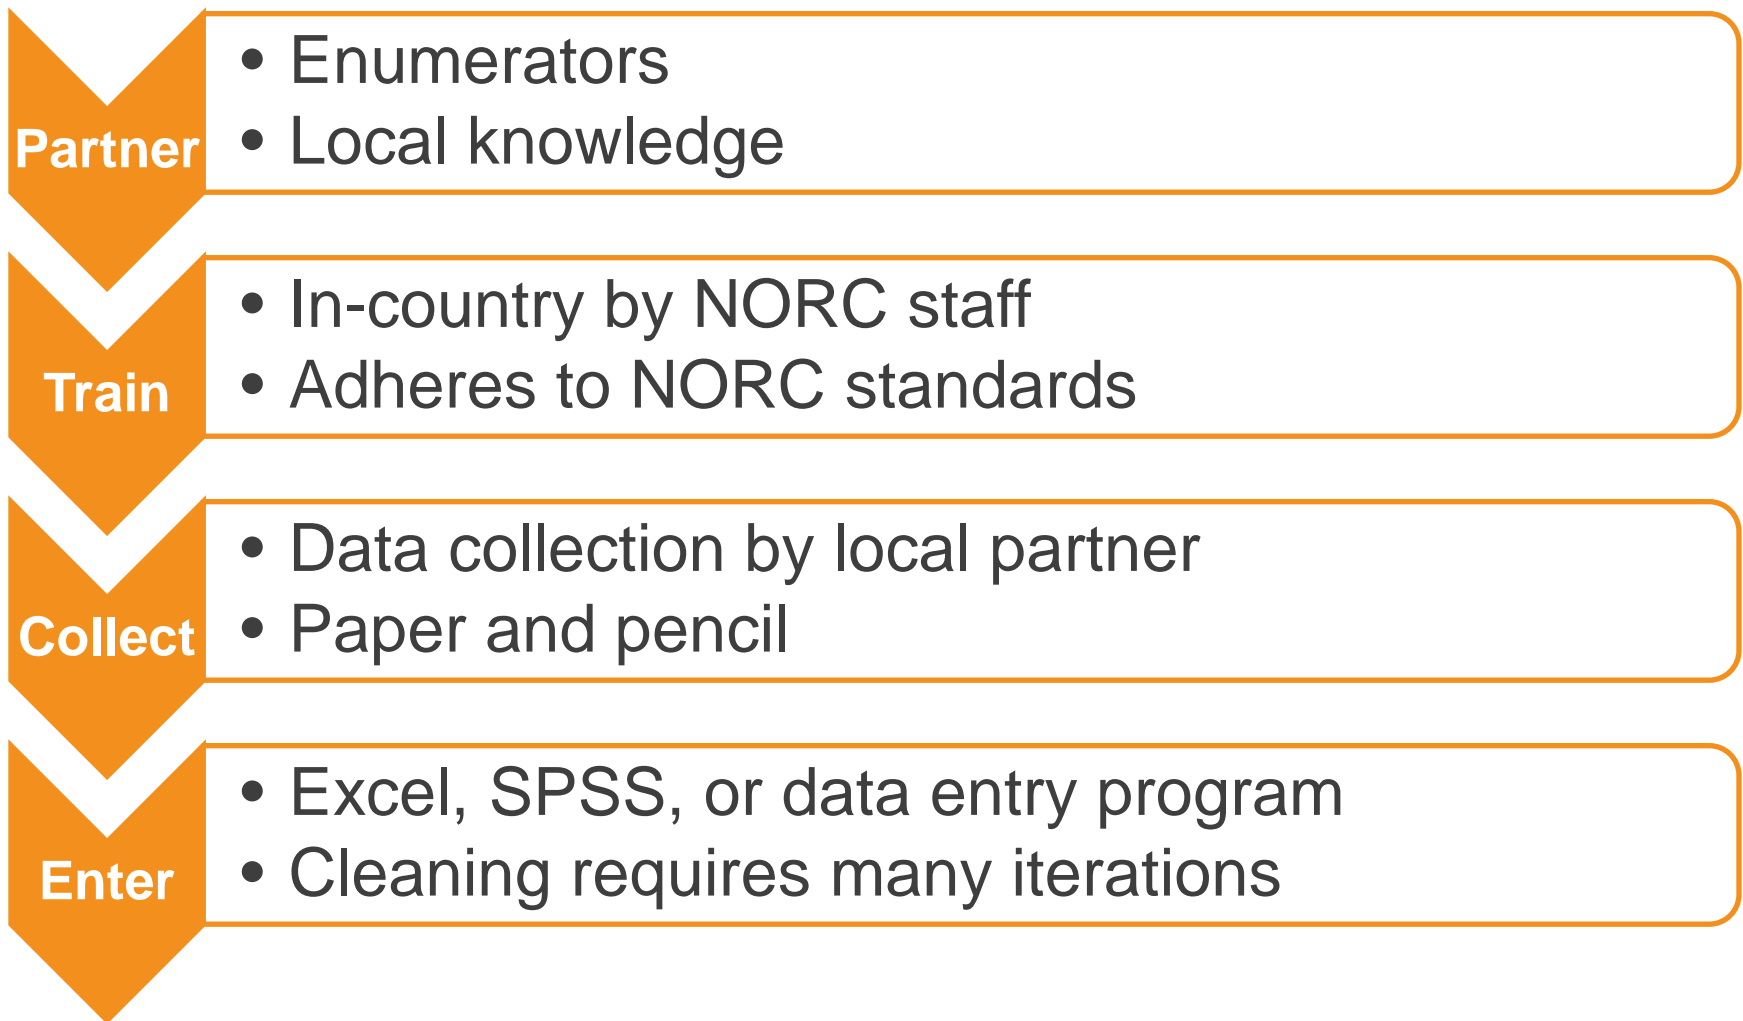 Partner
• Enumerators
• Local knowledge
Train
• In-country by NORC staff
• Adheres to NORC standards
Collect
• Data collection by local partner
• Paper and pencil
Enter
• Excel, SPSS, or data entry program
• Cleaning requires many iterations